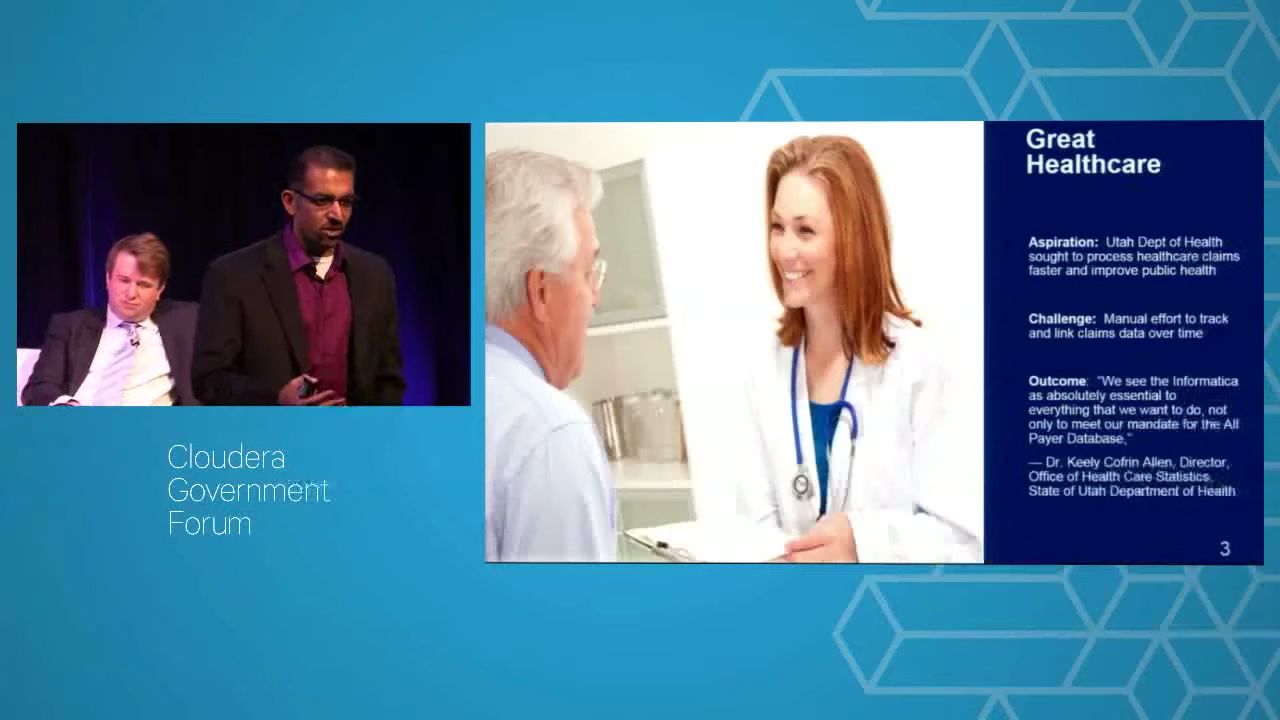 Great
Healthcare
Aspiration: Utah Dept of Health
sought to process healthcare claims
faster and improve public health
Challenge: Manual effort to track
and link claims data over time
Outcome: "We see the Informatica
as absolutely essential to
everything that we want to do, not
only to meet our mandate for the All
Payer Database,"
— Dr. Keely Cofrin Allen, Director,
Office of Health Care Statistics,
State of Utah Department of Health
3
Cloudera
Government
Forum